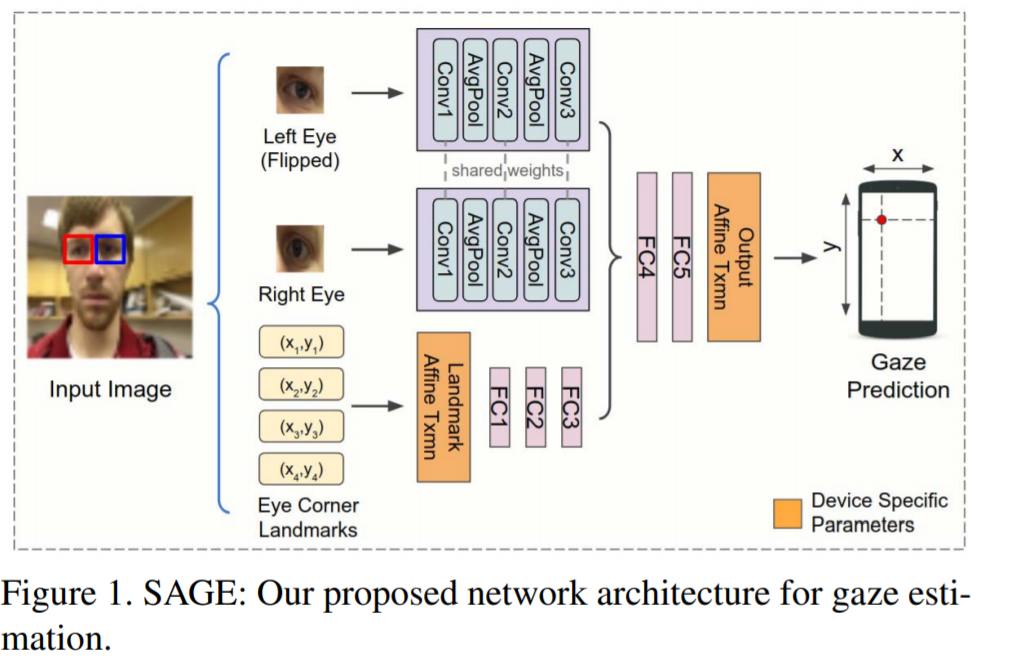 Left Eye
(Flipped)
Conv1
AvgPool
Conv2
AvgPool
Conv3
shared weights
Right Eye
Conv1
AvgPool
Conv2
AvgPool
Conv3
Input Image
(x₁,y₁)
(x₂,y₂)
(x₃,y₃)
(x₄,y₄)
Eye Corner
Landmarks
Landmark
Affine Txmn
FC1
FC2
FC3
FC4
FC5
Output
Affine Txmn
x
y
Gaze
Prediction
Device Specific
Parameters
Figure 1. SAGE: Our proposed network architecture for gaze esti-
mation.